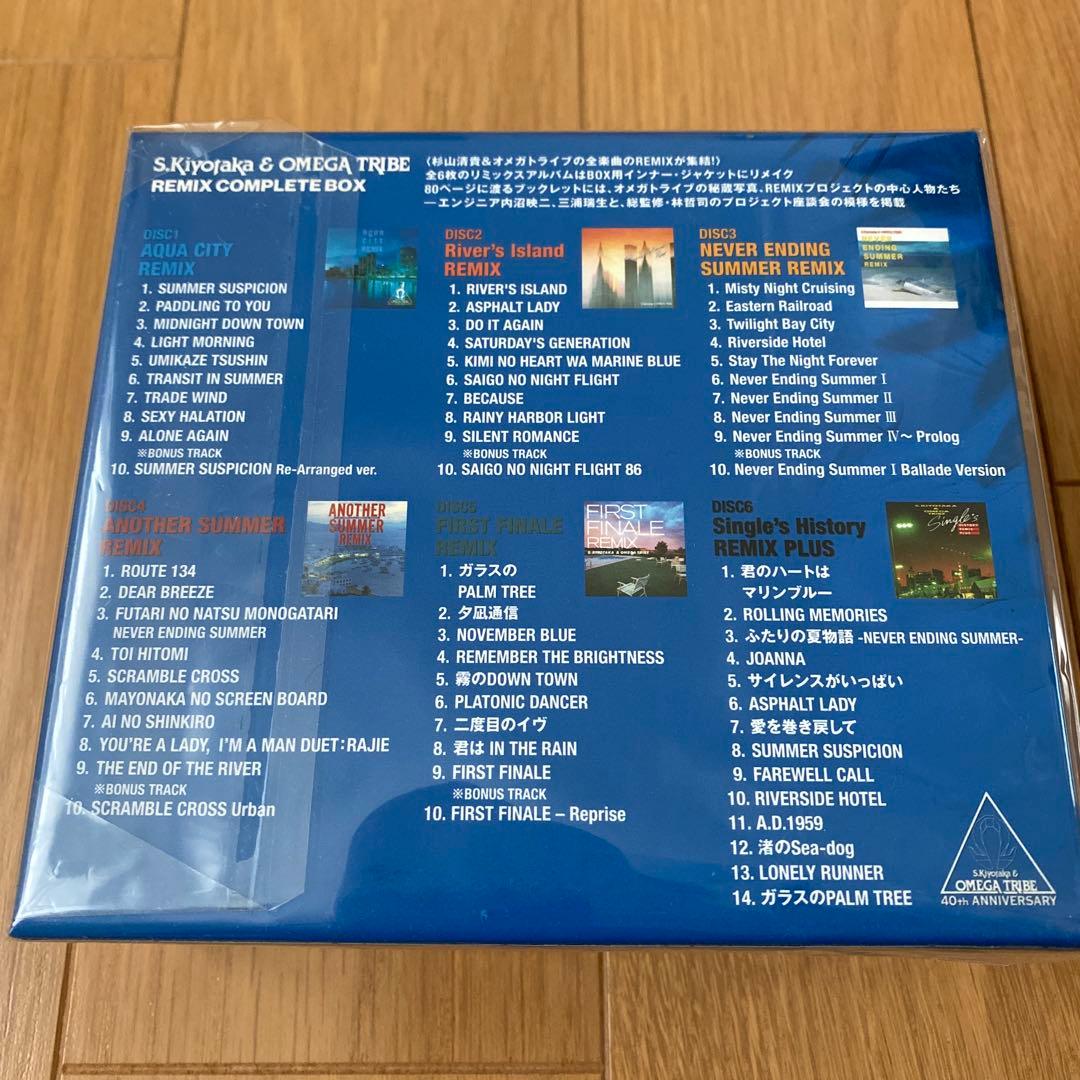 S.Kiyotaka & OMEGA TRIBE
REMIX COMPLETE BOX
〈杉山清貴&オメガトライブの全楽曲のREMIXが集結!〉
全6枚のリミックスアルバムはBOX用インナー・ジャケットにリメイク
80ページに渡るブックレットには、オメガトライブの秘蔵写真、REMIXプロジェクトの中心人物たち
―エンジニア内沼映二、三浦瑞生と、総監修・林哲司のプロジェクト座談会の模様を掲載
DISC1
AQUA CITY
REMIX
AQUA
CITY
REMIX
1. SUMMER SUSPICION
2. PADDLING TO YOU
3. MIDNIGHT DOWN TOWN
4. LIGHT MORNING
5. UMIKAZE TSUSHIN
6. TRANSIT IN SUMMER
7. TRADE WIND
8. SEXY HALATION
9. ALONE AGAIN
※BONUS TRACK
10. SUMMER SUSPICION Re-Arranged ver.
DISC2
River's Island
REMIX
1. RIVER'S ISLAND
2. ASPHALT LADY
3. DO IT AGAIN
4. SATURDAY'S GENERATION
5. KIMI NO HEART WA MARINE BLUE
6. SAIGO NO NIGHT FLIGHT
7. BECAUSE
8. RAINY HARBOR LIGHT
9. SILENT ROMANCE
※BONUS TRACK
10. SAIGO NO NIGHT FLIGHT 86
DISC3
NEVER ENDING
SUMMER REMIX
NEVER
ENDING
SUMMER
REMIX
1. Misty Night Cruising
2. Eastern Railroad
3. Twilight Bay City
4. Riverside Hotel
5. Stay The Night Forever
6. Never Ending Summer Ⅰ
7. Never Ending Summer Ⅱ
8. Never Ending Summer Ⅲ
9. Never Ending Summer Ⅳ～ Prolog
※BONUS TRACK
10. Never Ending Summer Ⅰ Ballade Version
DISC4
ANOTHER SUMMER
REMIX
ANOTHER
SUMMER
REMIX
1. ROUTE 134
2. DEAR BREEZE
3. FUTARI NO NATSU MONOGATARI
NEVER ENDING SUMMER
4. TOI HITOMI
5. SCRAMBLE CROSS
6. MAYONAKA NO SCREEN BOARD
7. AI NO SHINKIRO
8. YOU'RE A LADY, I'M A MAN DUET:RAJIE
9. THE END OF THE RIVER
※BONUS TRACK
10. SCRAMBLE CROSS Urban
DISC5
FIRST FINALE
REMIX
FIRST
FINALE
REMIX
S.KIYOTAKA & OMEGA TRIBE
1. ガラスの
PALM TREE
2. 夕凪通信
3. NOVEMBER BLUE
4. REMEMBER THE BRIGHTNESS
5. 霧のDOWN TOWN
6. PLATONIC DANCER
7. 二度目のイヴ
8. 君は IN THE RAIN
9. FIRST FINALE
※BONUS TRACK
10. FIRST FINALE – Reprise
DISC6
Single's History
REMIX PLUS
Single's
1. 君のハートは
マリンブルー
2. ROLLING MEMORIES
3. ふたりの夏物語 -NEVER ENDING SUMMER-
4. JOANNA
5. サイレンスがいっぱい
6. ASPHALT LADY
7. 愛を巻き戻して
8. SUMMER SUSPICION
9. FAREWELL CALL
10. RIVERSIDE HOTEL
11. A.D.1959
12. 渚のSea-dog
13. LONELY RUNNER
14. ガラスのPALM TREE
S.Kiyotaka &
OMEGA TRIBE
40th ANNIVERSARY